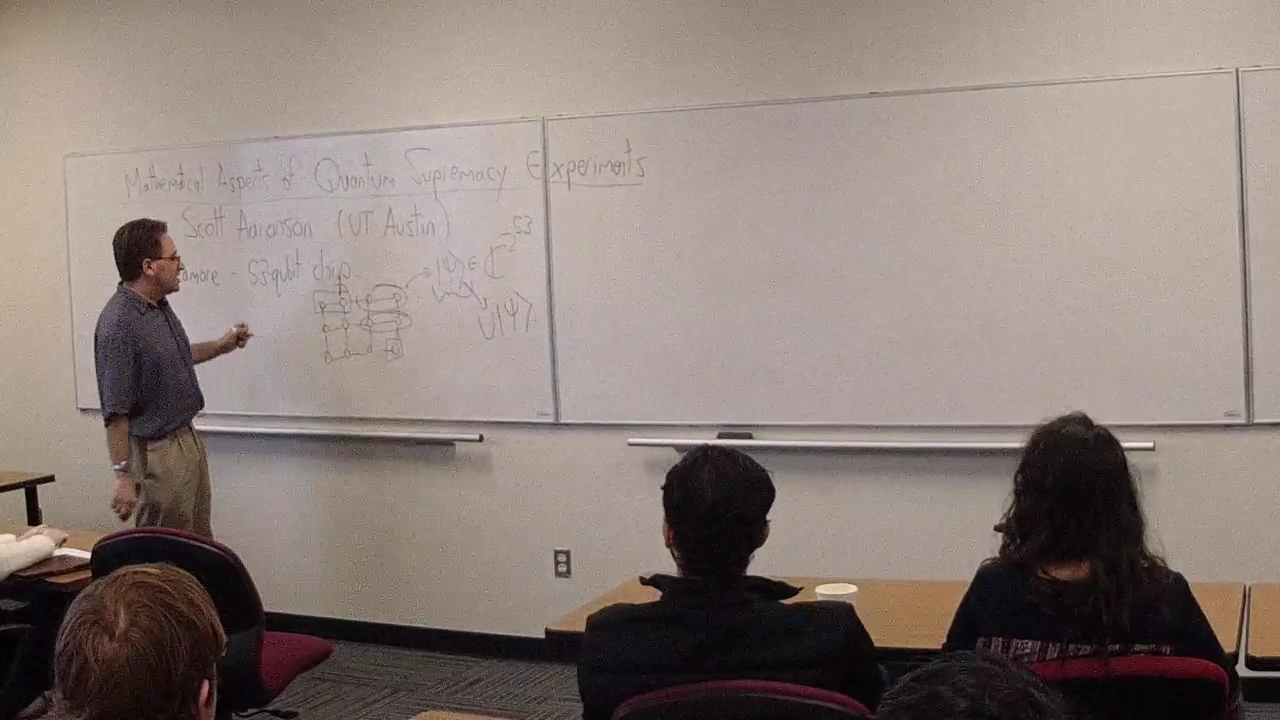 Mathematical Aspects of Quantum Supremacy Experiments
Scott Aaronson (UT Austin)
amore - 53-qubit chip
|Ψ⟩ ∈ ℂ^2^53
U|Ψ⟩